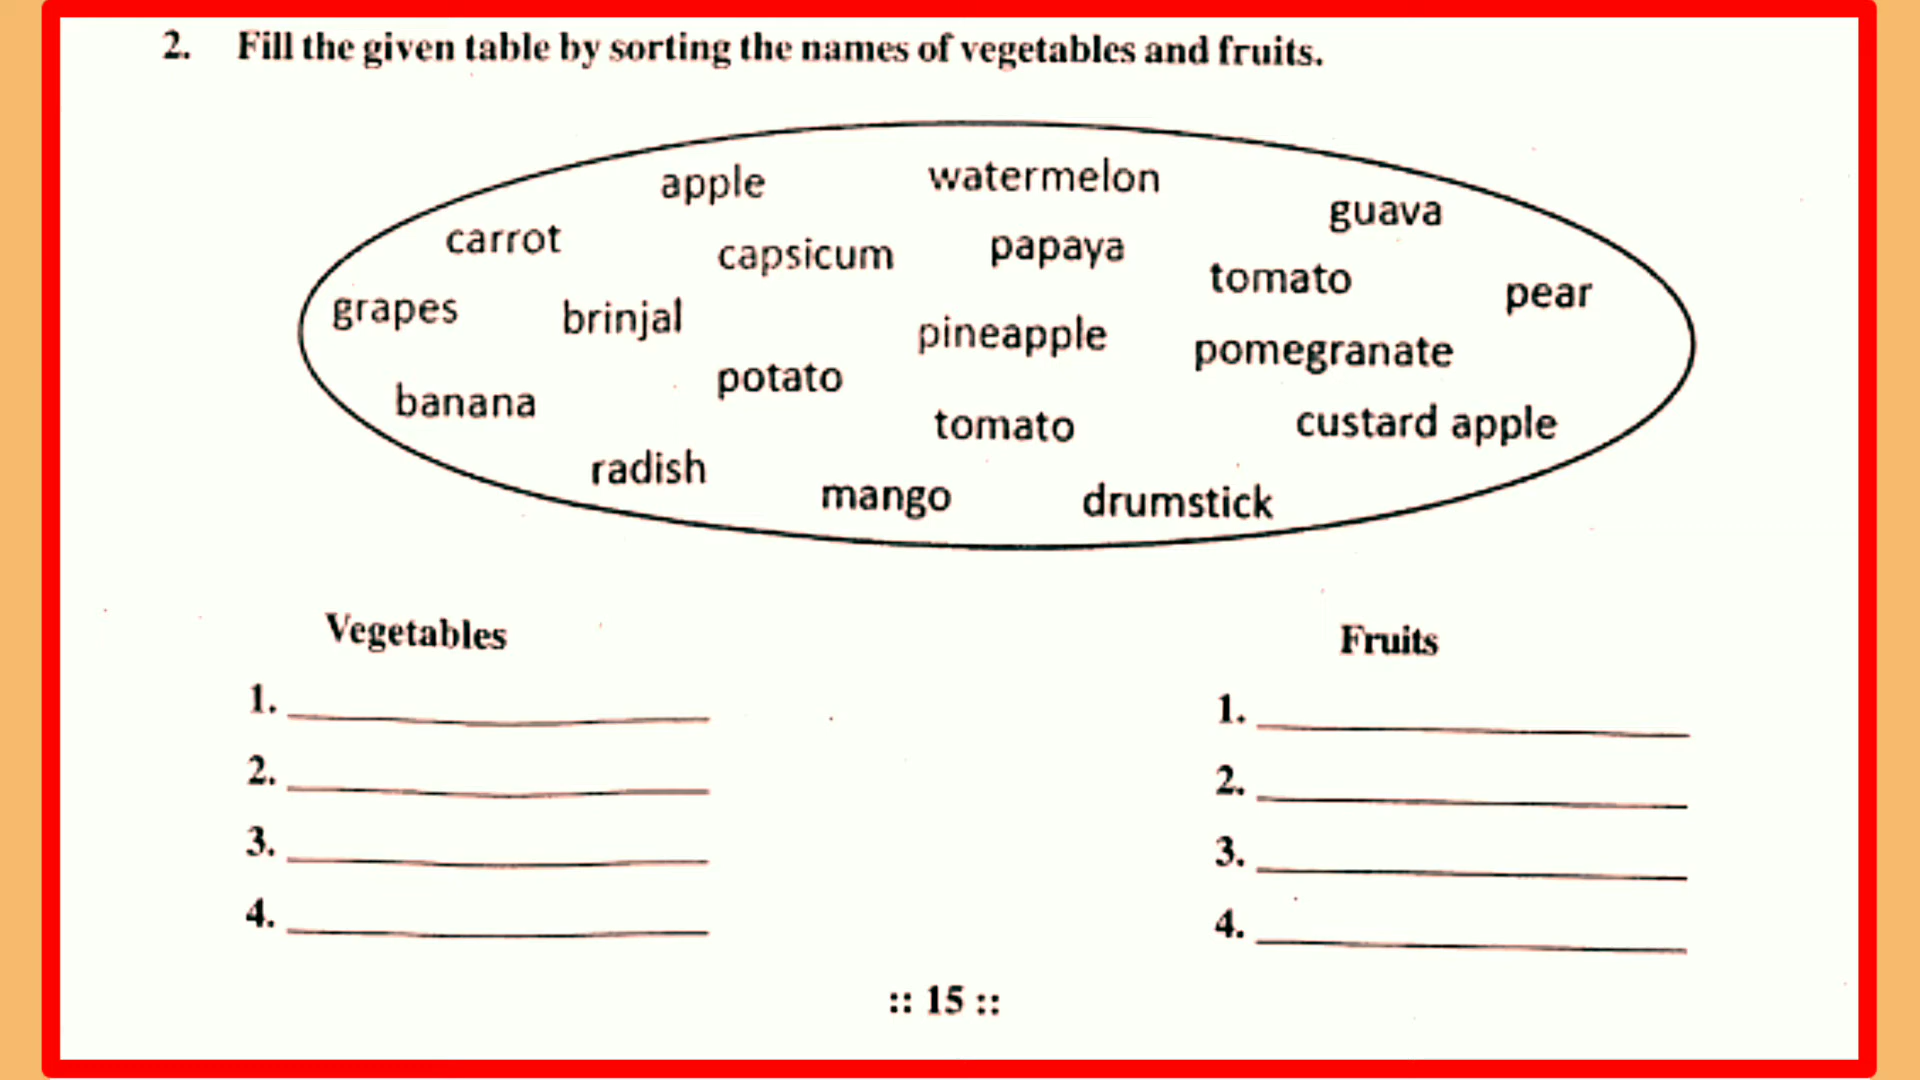 2. Fill the given table by sorting the names of vegetables and fruits.
apple watermelon
guava
carrot capsicum papaya
tomato pear
grapes brinjal pineapple
pomegranate
potato
banana
tomato custard apple
radish
mango drumstick
Vegetables Fruits
1. 1.
2. 2.
3. 3.
4. 4.
:: 15 ::